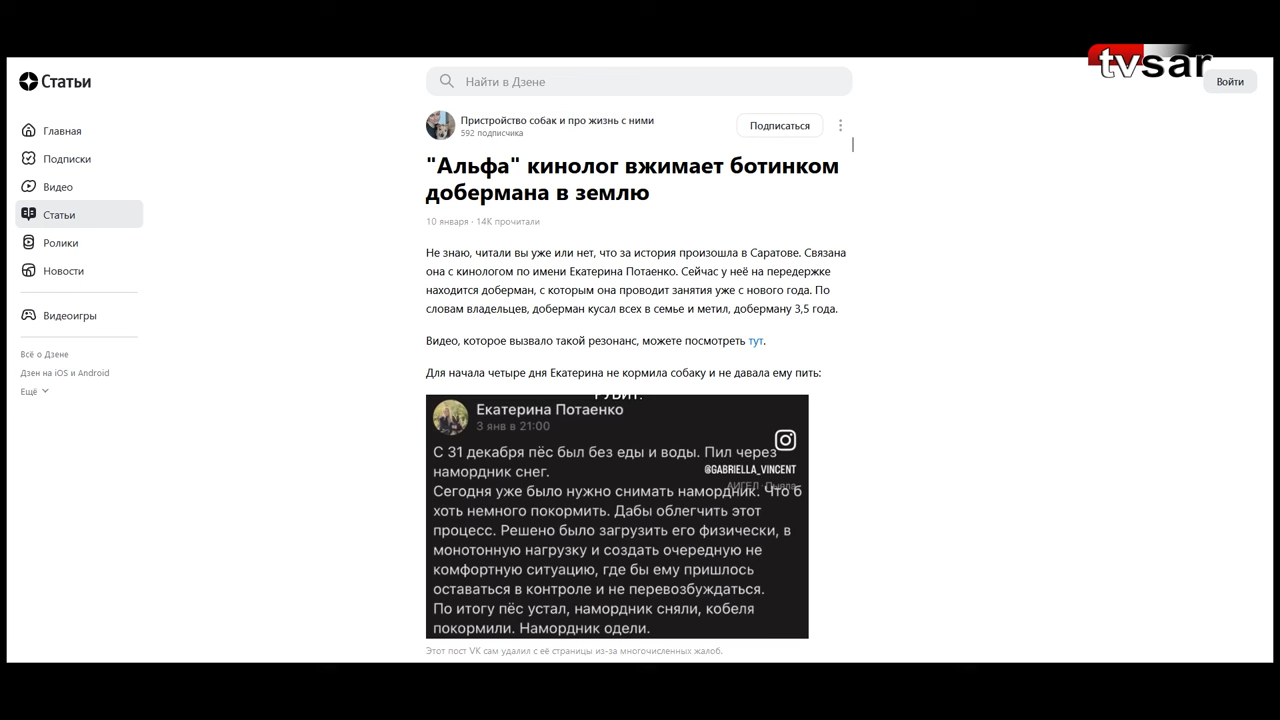 tvsar
Статьи
Найти в Дзене
Войти
Главная
Подписки
Видео
Статьи
Ролики
Новости
Видеоигры
Всё о Дзене
Дзен на iOS и Android
Ещё
Пристройство собак и про жизнь с ними
592 подписчика
Подписаться
"Альфа" кинолог вжимает ботинком
добермана в землю
10 января · 14K прочитали
Не знаю, читали вы уже или нет, что за история произошла в Саратове. Связана
она с кинологом по имени Екатерина Потаенко. Сейчас у неё на передержке
находится доберман, с которым она проводит занятия уже с нового года. По
словам владельцев, доберман кусал всех в семье и метил, доберману 3,5 года.
Видео, которое вызвало такой резонанс, можете посмотреть тут.
Для начала четыре дня Екатерина не кормила собаку и не давала ему пить:
Екатерина Потаенко
3 янв в 21:00
С 31 декабря пёс был без еды и воды. Пил через
намордник снег.
@GABRIELLA_VINCENT
Сегодня уже было нужно снимать намордник. Что б
хоть немного покормить. Дабы облегчить этот
процесс. Решено было загрузить его физически, в
монотонную нагрузку и создать очередную не
комфортную ситуацию, где бы ему пришлось
оставаться в контроле и не перевозбуждаться.
По итогу пёс устал, намордник сняли, кобеля
покормили. Намордник одели.
Этот пост VK сам удалил с её страницы из-за многочисленных жалоб.